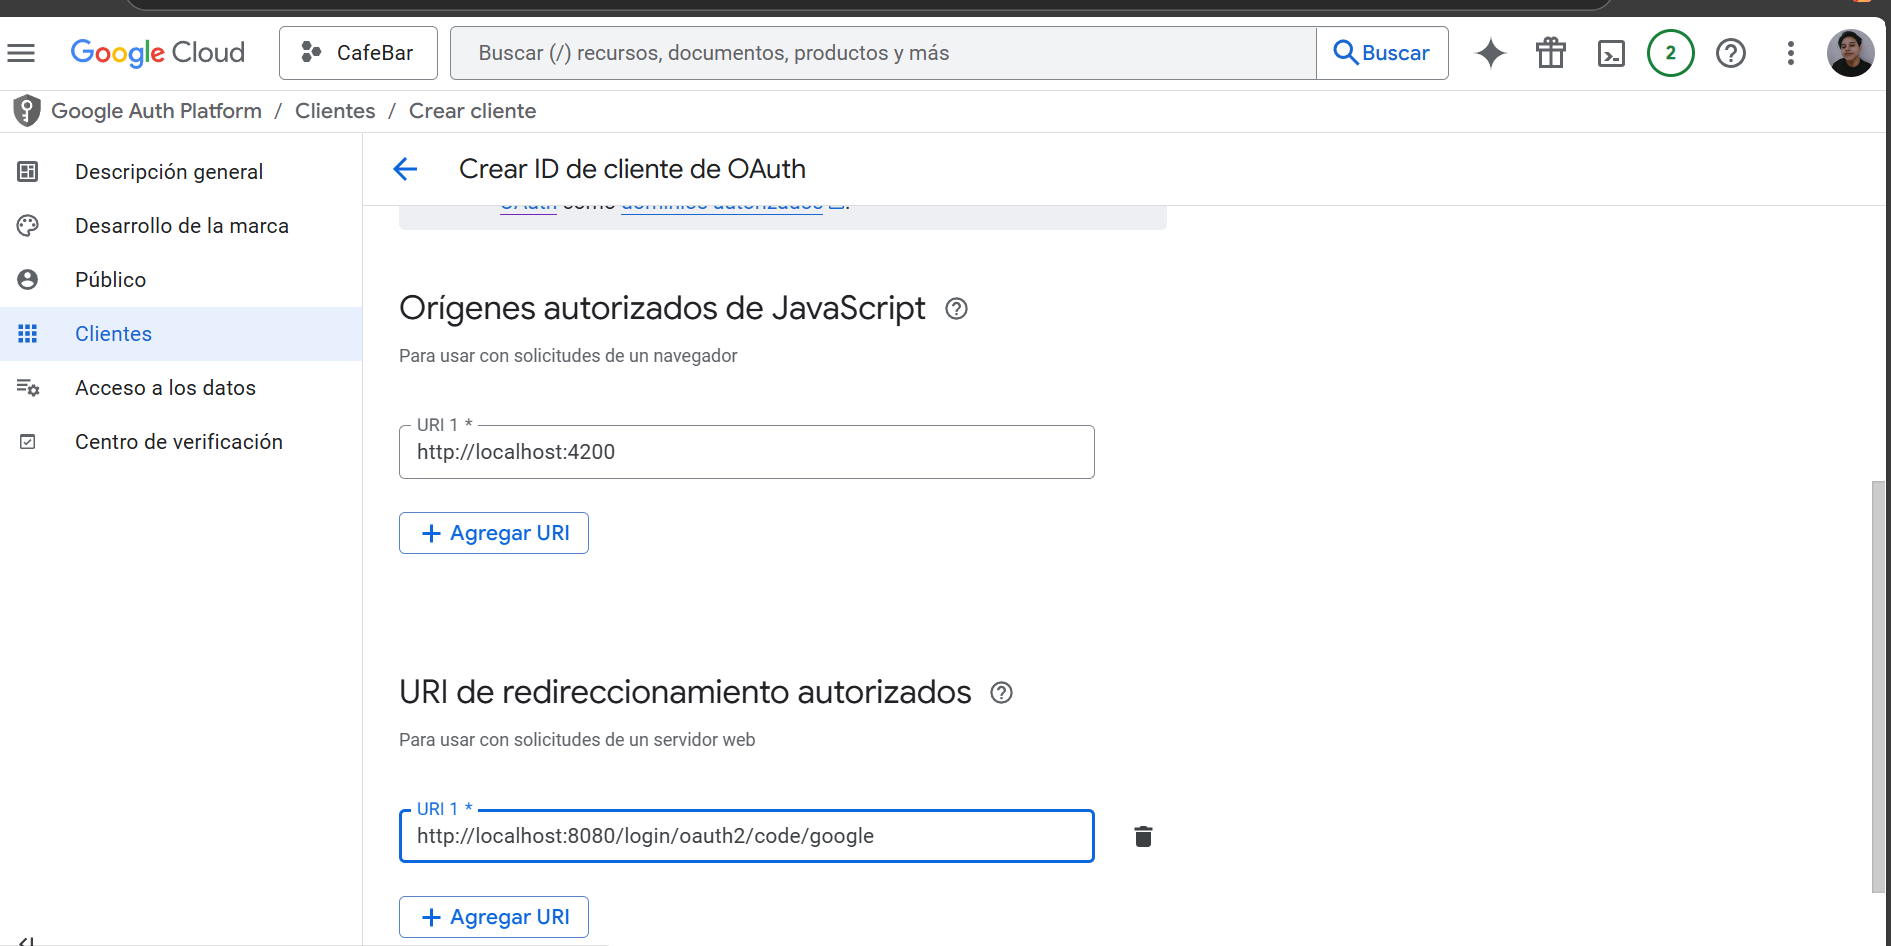 Google Cloud
CafeBar
Buscar (/) recursos, documentos, productos y más
Buscar
2
Google Auth Platform / Clientes / Crear cliente
Descripción general
Desarrollo de la marca
Público
Clientes
Acceso a los datos
Centro de verificación
Crear ID de cliente de OAuth
OAuth como dominios autorizados.
Orígenes autorizados de JavaScript
Para usar con solicitudes de un navegador
URI 1 *
http://localhost:4200
+ Agregar URI
URI de redireccionamiento autorizados
Para usar con solicitudes de un servidor web
URI 1 *
http://localhost:8080/login/oauth2/code/google
+ Agregar URI